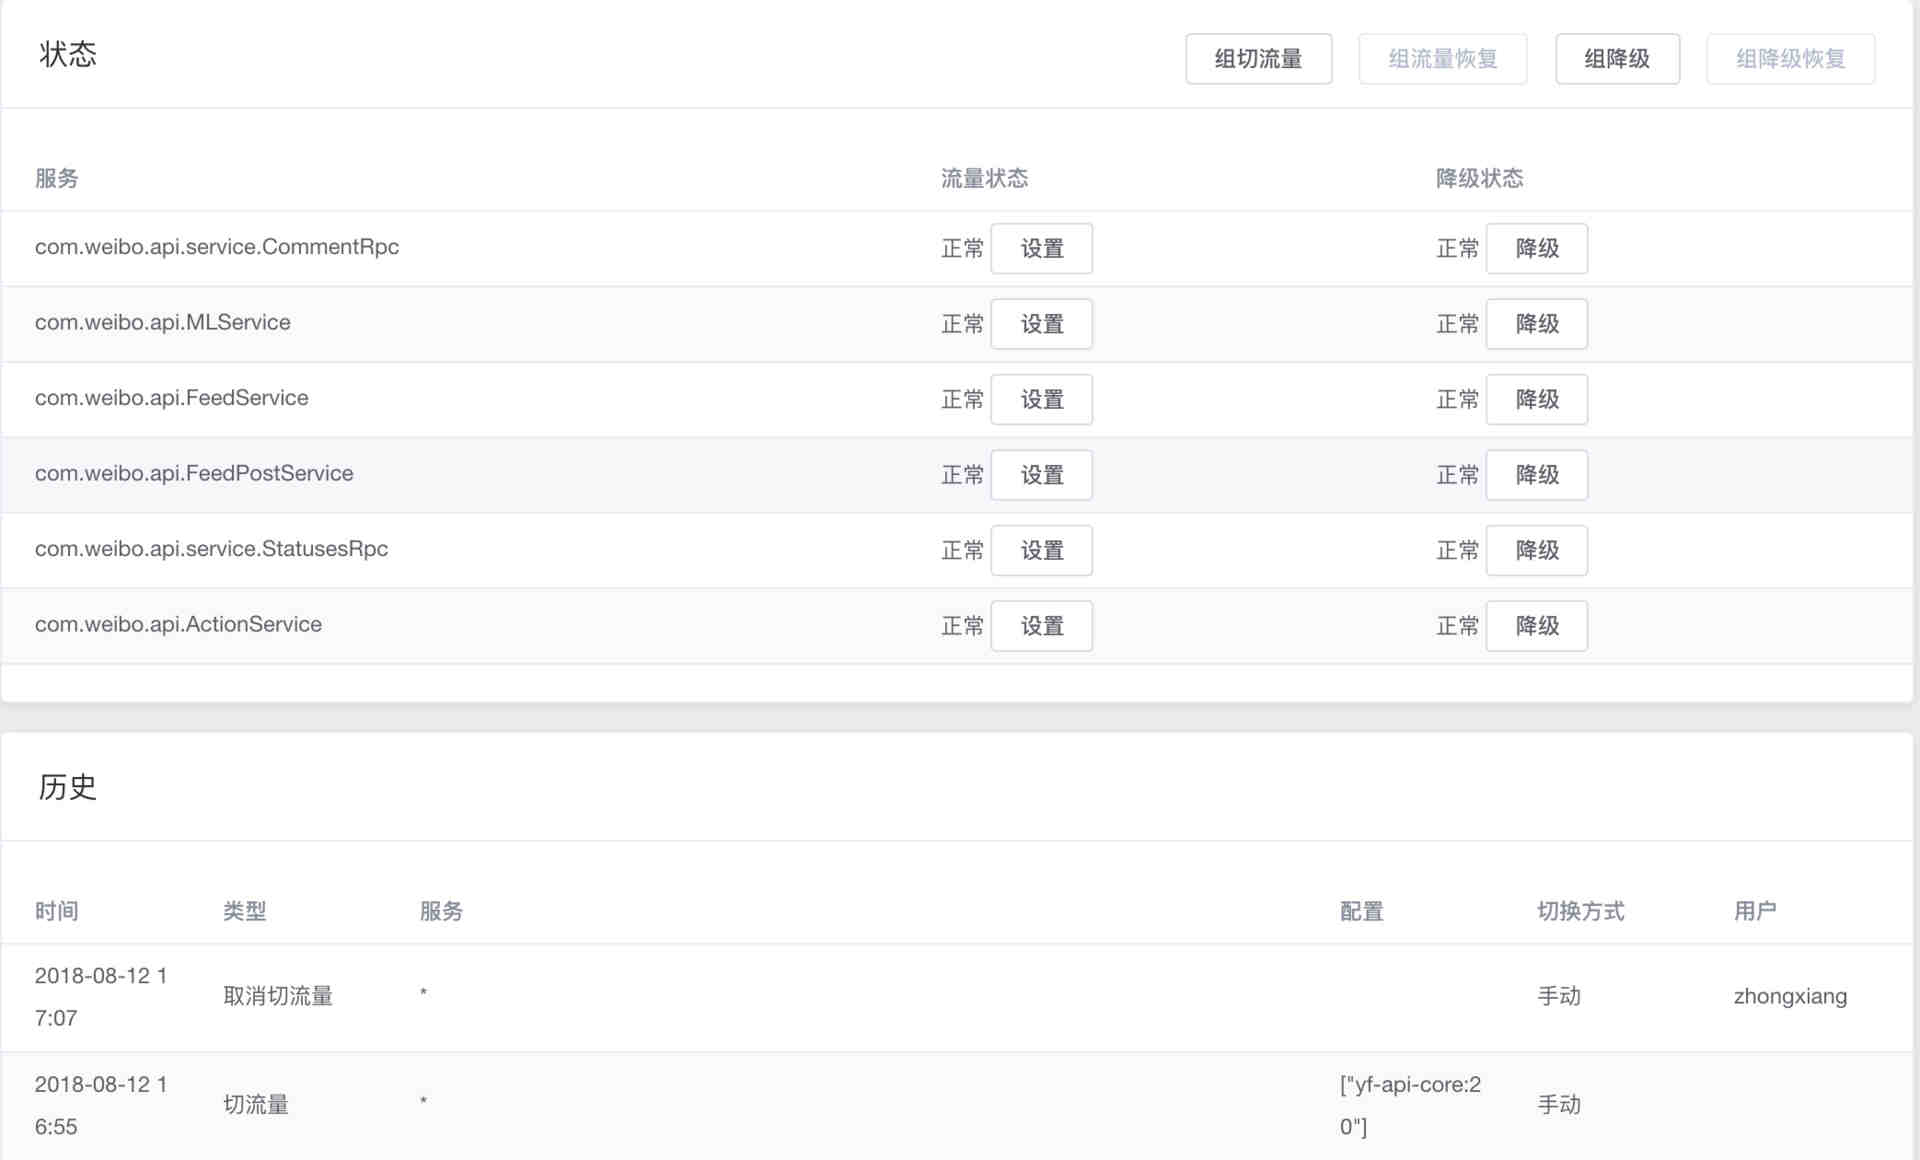 状态 组切流量 组流量恢复 组降级 组降级恢复
服务 流量状态 降级状态
com.weibo.api.service.CommentRpc 正常 设置 正常 降级
com.weibo.api.MLService 正常 设置 正常 降级
com.weibo.api.FeedService 正常 设置 正常 降级
com.weibo.api.FeedPostService 正常 设置 正常 降级
com.weibo.api.service.StatusesRpc 正常 设置 正常 降级
com.weibo.api.ActionService 正常 设置 正常 降级
历史
时间 类型 服务 配置 切换方式 用户
2018-08-12 1
7:07
取消切流量 * 手动 zhongxiang
2018-08-12 1
6:55
切流量 *
["yf-api-core:2
0"]
手动